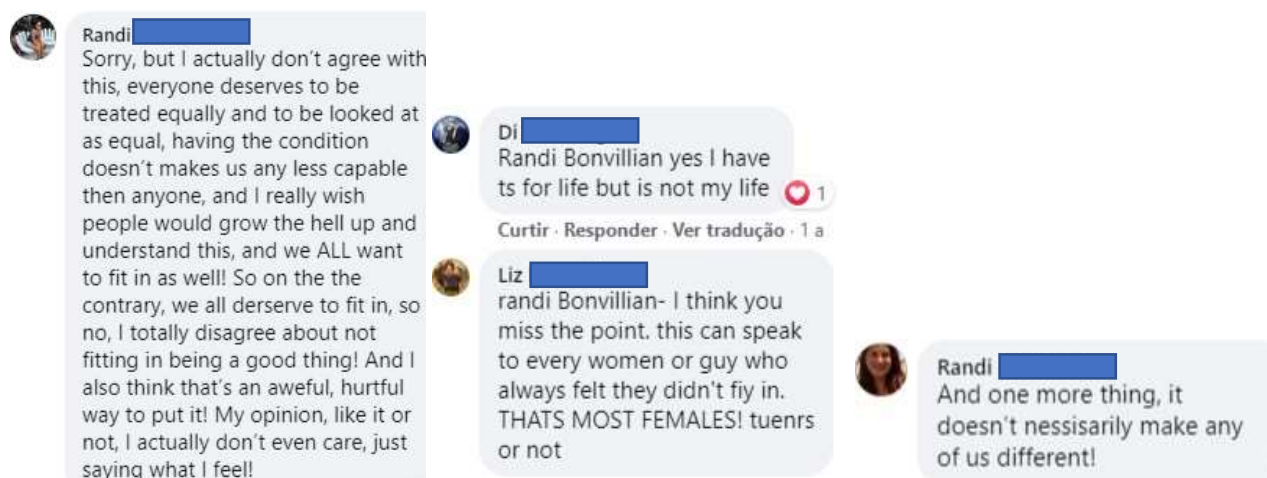 Randi
Sorry, but I actually don't agree with
this, everyone deserves to be
treated equally and to be looked at
as equal, having the condition
doesn't makes us any less capable
then anyone, and I really wish
people would grow the hell up and
understand this, and we ALL want
to fit in as well! So on the the
contrary, we all derserve to fit in, so
no, I totally disagree about not
fitting in being a good thing! And I
also think that's an aweful, hurtful
way to put it! My opinion, like it or
not, I actually don't even care, just
saying what I feel!
Di
Randi Bonvillian yes I have
ts for life but is not my life
1
Curtir · Responder · Ver tradução · 1 a
Liz
randi Bonvillian- I think you
miss the point. this can speak
to every women or guy who
always felt they didn't fiy in.
THATS MOST FEMALES! tuenrs
or not
Randi
And one more thing, it
doesn't nessisarily make any
of us different!